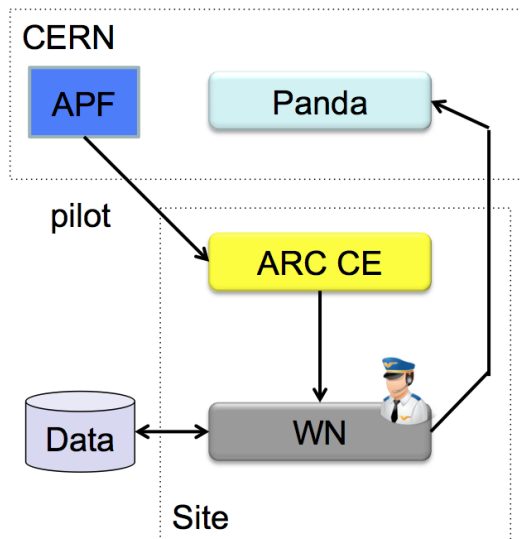 CERN
APF
Panda
pilot
ARC CE
Data
WN
Site